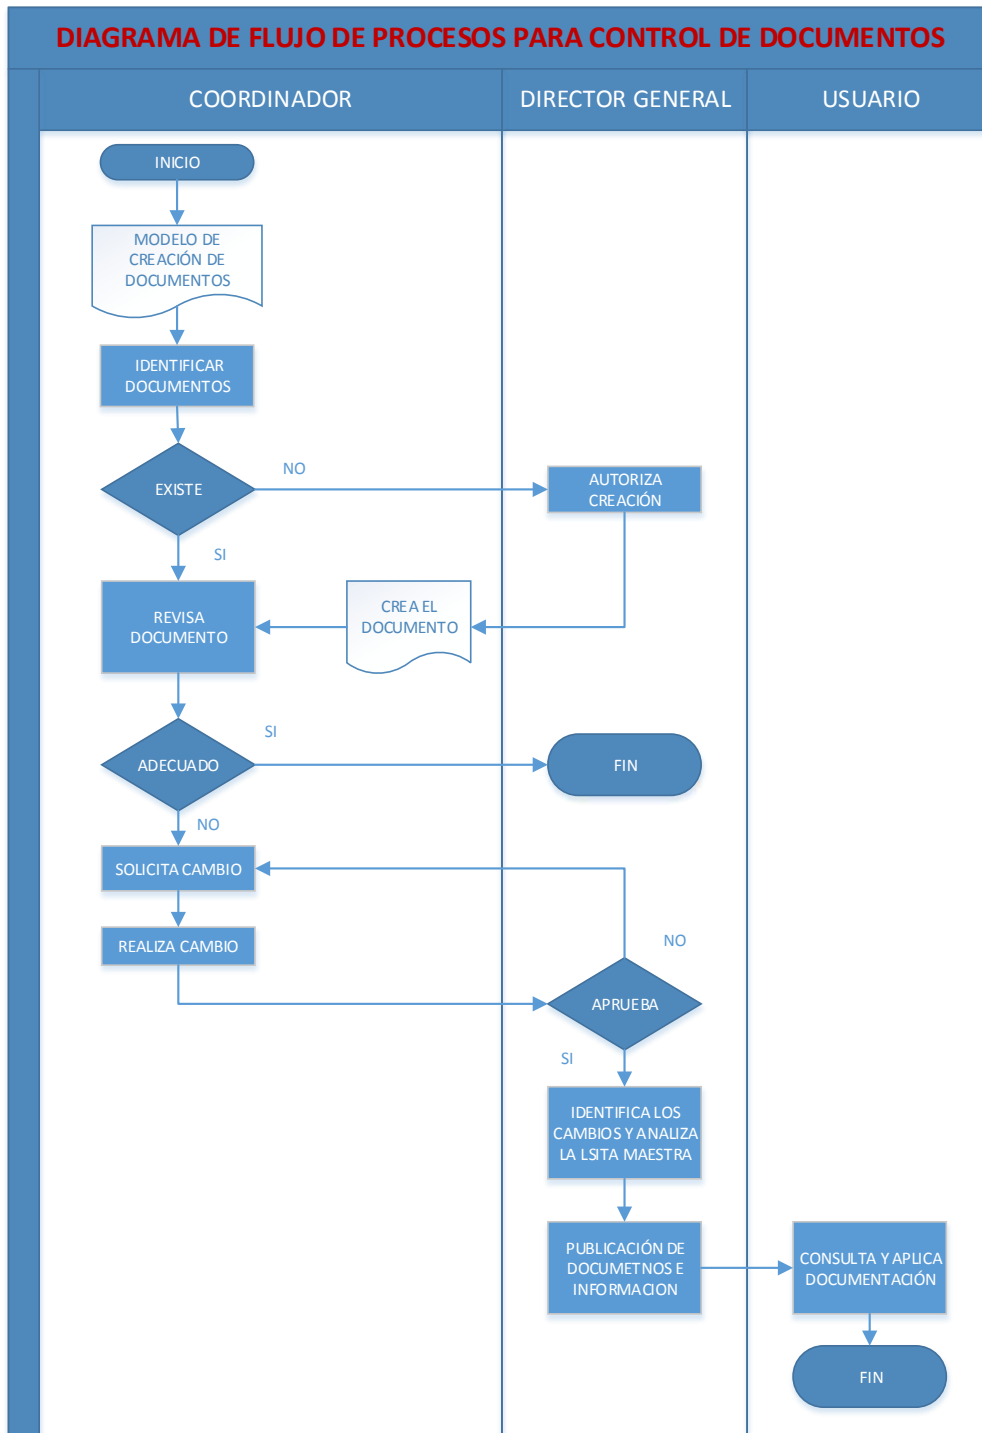 DIAGRAMA DE FLUJO DE PROCESOS PARA CONTROL DE DOCUMENTOS
COORDINADOR
DIRECTOR GENERAL
USUARIO
INICIO
MODELO DE
CREACIÓN DE
DOCUMENTOS
IDENTIFICAR
DOCUMENTOS
EXISTE
NO
AUTORIZA
CREACIÓN
SI
REVISA
DOCUMENTO
CREA EL
DOCUMENTO
ADECUADO
SI
FIN
NO
SOLICITA CAMBIO
REALIZA CAMBIO
NO
APRUEBA
SI
IDENTIFICA LOS
CAMBIOS Y ANALIZA
LA LSITA MAESTRA
PUBLICACIÓN DE
DOCUMETNOS E
INFORMACION
CONSULTA Y APLICA
DOCUMENTACIÓN
FIN